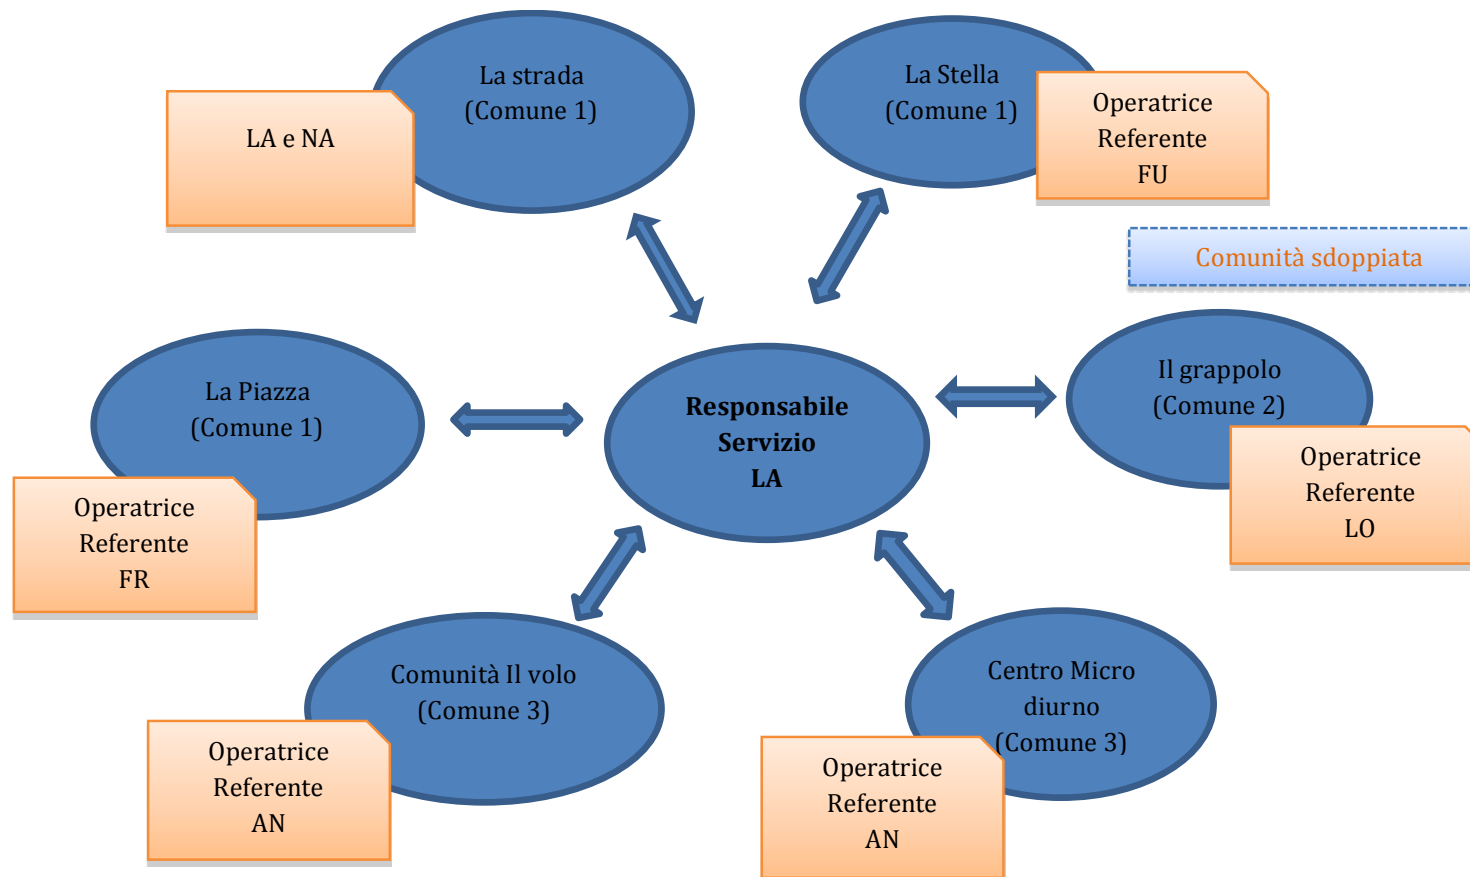 La strada
(Comune 1)
LA e NA
La Stella
(Comune 1)
Operatrice
Referente
FU
Comunità sdoppiata
La Piazza
(Comune 1)
Operatrice
Referente
FR
Responsabile
Servizio
LA
Il grappolo
(Comune 2)
Operatrice
Referente
LO
Comunità Il volo
(Comune 3)
Operatrice
Referente
AN
Centro Micro
diurno
(Comune 3)
Operatrice
Referente
AN